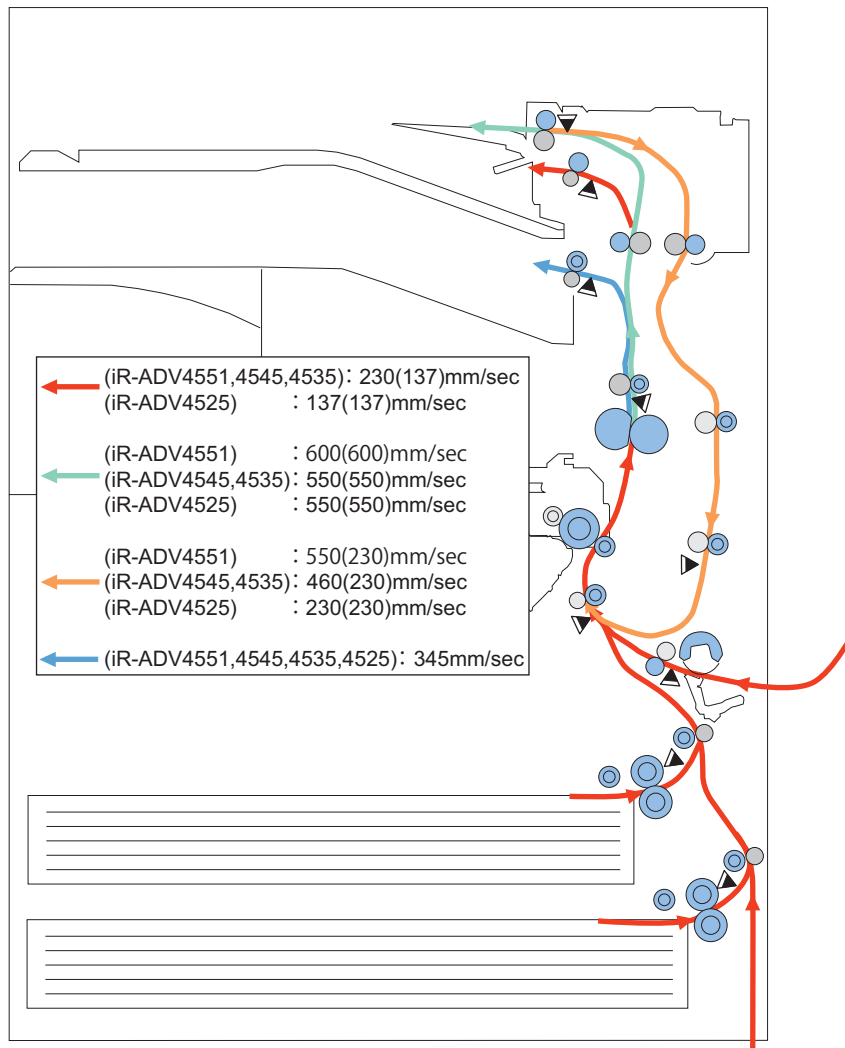 (iR-ADV4551,4545,4535): 230(137)mm/sec
(iR-ADV4525) : 137(137)mm/sec
(iR-ADV4551) : 600(600)mm/sec
(iR-ADV4545,4535): 550(550)mm/sec
(iR-ADV4525) : 550(550)mm/sec
(iR-ADV4551) : 550(230)mm/sec
(iR-ADV4545,4535): 460(230)mm/sec
(iR-ADV4525) : 230(230)mm/sec
(iR-ADV4551,4545,4535,4525): 345mm/sec